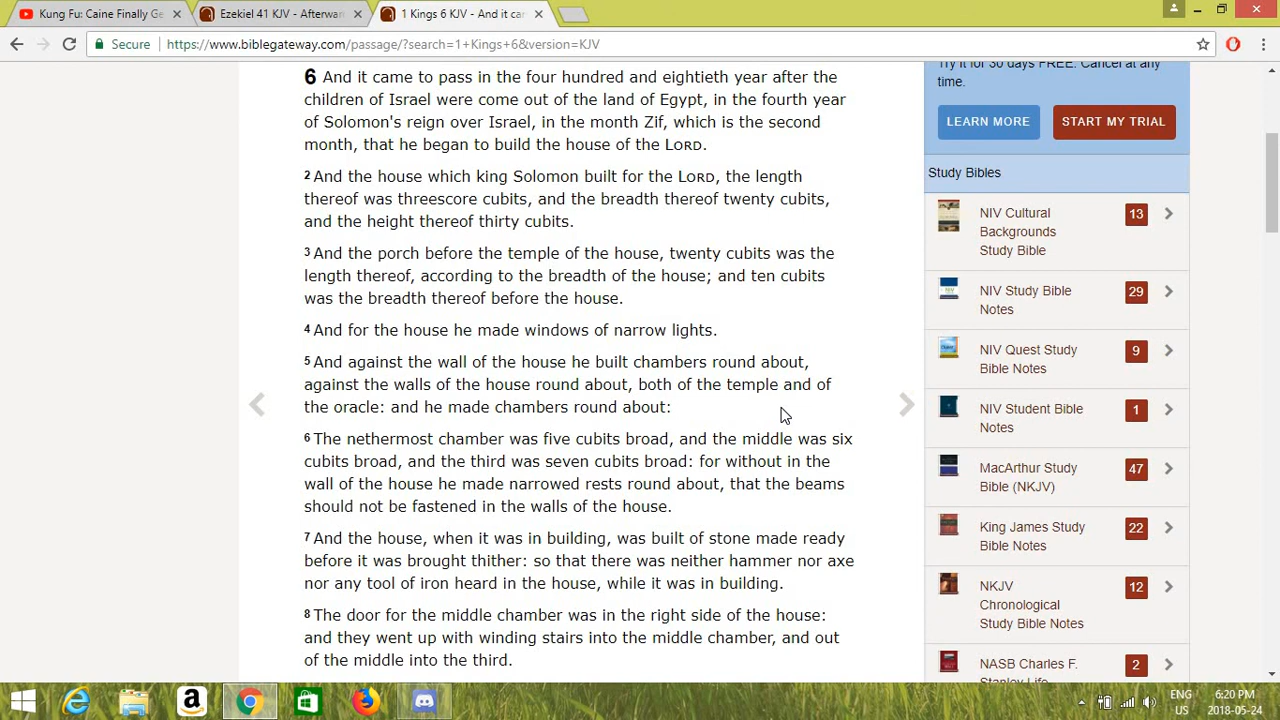 Kung Fu: Caine Finally Ge
Ezekiel 41 KJV - Afterwar
1 Kings 6 KJV - And it car
Secure
https://www.biblegateway.com/passage/?search=1+Kings+6&version=KJV
6 And it came to pass in the four hundred and eightieth year after the
children of Israel were come out of the land of Egypt, in the fourth year
of Solomon's reign over Israel, in the month Zif, which is the second
month, that he began to build the house of the LORD.
2 And the house which king Solomon built for the LORD, the length
thereof was threescore cubits, and the breadth thereof twenty cubits,
and the height thereof thirty cubits.
3 And the porch before the temple of the house, twenty cubits was the
length thereof, according to the breadth of the house; and ten cubits
was the breadth thereof before the house.
4 And for the house he made windows of narrow lights.
5 And against the wall of the house he built chambers round about,
against the walls of the house round about, both of the temple and of
the oracle: and he made chambers round about:
6 The nethermost chamber was five cubits broad, and the middle was six
cubits broad, and the third was seven cubits broad: for without in the
wall of the house he made narrowed rests round about, that the beams
should not be fastened in the walls of the house.
7 And the house, when it was in building, was built of stone made ready
before it was brought thither: so that there was neither hammer nor axe
nor any tool of iron heard in the house, while it was in building.
8 The door for the middle chamber was in the right side of the house:
and they went up with winding stairs into the middle chamber, and out
of the middle into the third.
Try it for 30 days FREE. Cancel at any
time.
LEARN MORE
START MY TRIAL
Study Bibles
NIV Cultural
Backgrounds
Study Bible
13
NIV Study Bible
Notes
29
NIV Quest Study
Bible Notes
9
NIV Student Bible
Notes
1
MacArthur Study
Bible (NKJV)
47
King James Study
Bible Notes
22
NKJV
Chronological
Study Bible Notes
12
NASB Charles F.
Stanley Life
2
ENG
US
6:20 PM
2018-05-24